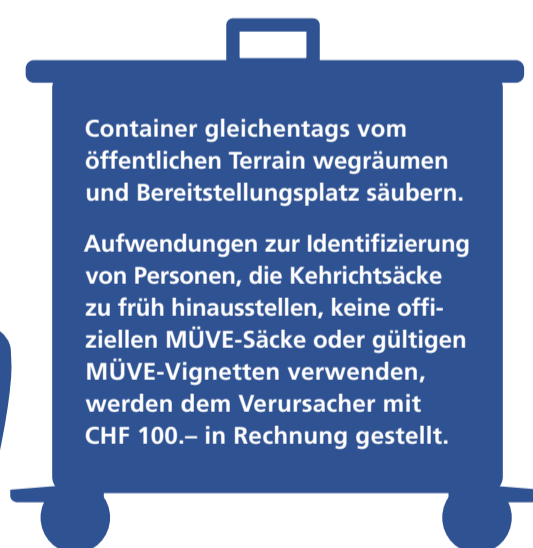 Container gleichentags vom
öffentlichen Terrain wegräumen
und Bereitstellungsplatz säubern.
Aufwendungen zur Identifizierung
von Personen, die Kehrichtsäcke
zu früh hinausstellen, keine offi-
ziellen MÜVE-Säcke oder gültigen
MÜVE-Vignetten verwenden,
werden dem Verursacher mit
CHF 100.– in Rechnung gestellt.